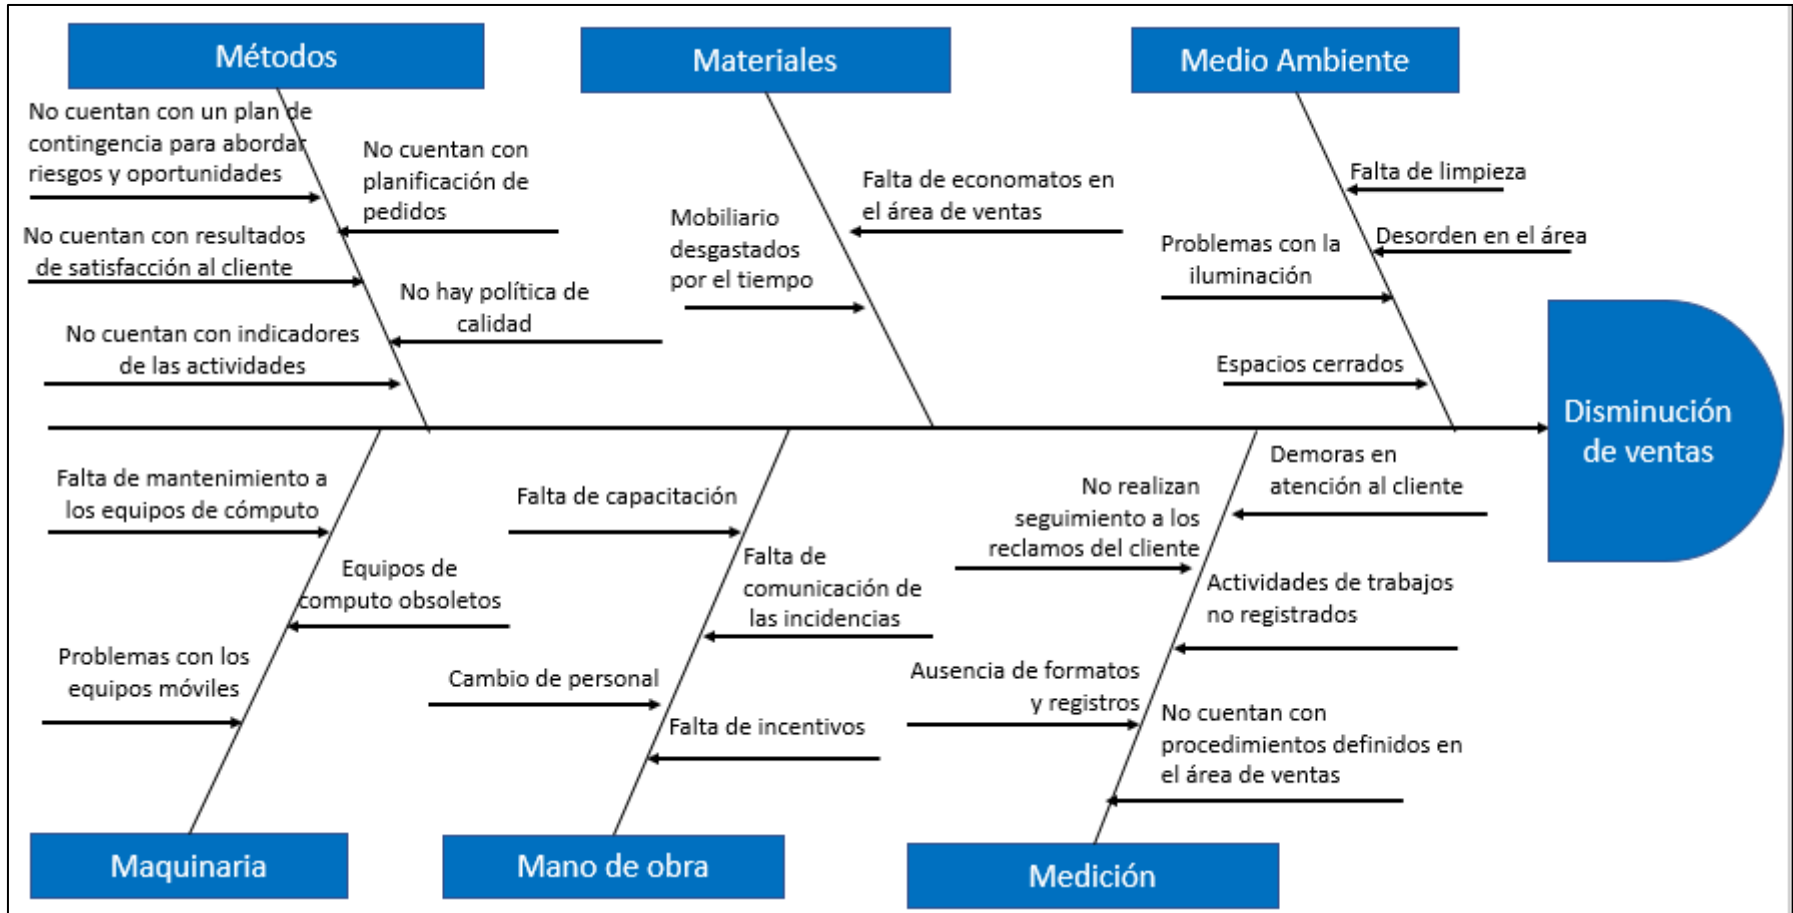 Métodos
Materiales
Medio Ambiente
No cuentan con un plan de
contingencia para abordar
riesgos y oportunidades
No cuentan con
planificación de
pedidos
No cuentan con resultados
de satisfacción al cliente
No hay política de
calidad
No cuentan con indicadores
de las actividades
Falta de economatos en
el área de ventas
Mobiliario
desgastados
por el tiempo
Falta de limpieza
Desorden en el área
Problemas con la
iluminación
Espacios cerrados
Disminución
de ventas
Falta de mantenimiento a
los equipos de cómputo
Equipos de
computo obsoletos
Problemas con los
equipos móviles
Falta de capacitación
Falta de
comunicación de
las incidencias
Cambio de personal
Falta de incentivos
Demoras en
atención al cliente
No realizan
seguimiento a los
reclamos del cliente
Actividades de trabajos
no registrados
Ausencia de formatos
y registros
No cuentan con
procedimientos definidos en
el área de ventas
Maquinaria
Mano de obra
Medición